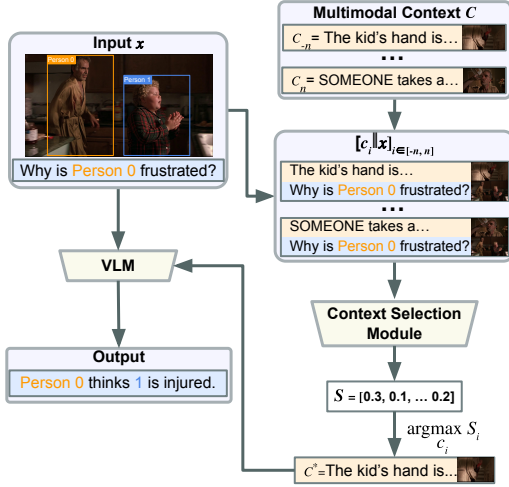 Input x
Person 0
Person 1
Why is Person 0 frustrated?
VLM
Output
Person 0 thinks 1 is injured.
Multimodal Context C
C-n = The kid's hand is…
...
Cn = SOMEONE takes a…
[ci‖x]i∈[-n, n]
The kid's hand is…
Why is Person 0 frustrated?
...
SOMEONE takes a…
Why is Person 0 frustrated?
Context Selection
Module
S = [0.3, 0.1, … 0.2]
argmax Si
ci
C*=The kid's hand is...